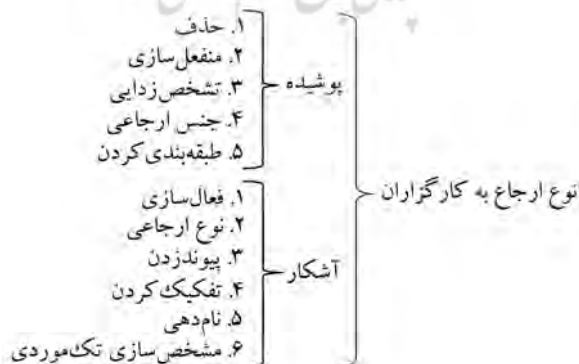 نوع ارجاع به کارگزاران
پوشیده
۱. حذف
۲. منفعل‌سازی
۳. تشخص‌زدایی
۴. جنس ارجاعی
۵. طبقه‌بندی کردن
آشکار
۱. فعال‌سازی
۲. نوع ارجاعی
۳. پیوندزدن
۴. تفکیک‌کردن
۵. نام‌دهی
۶. مشخص‌سازی تک‌موردی